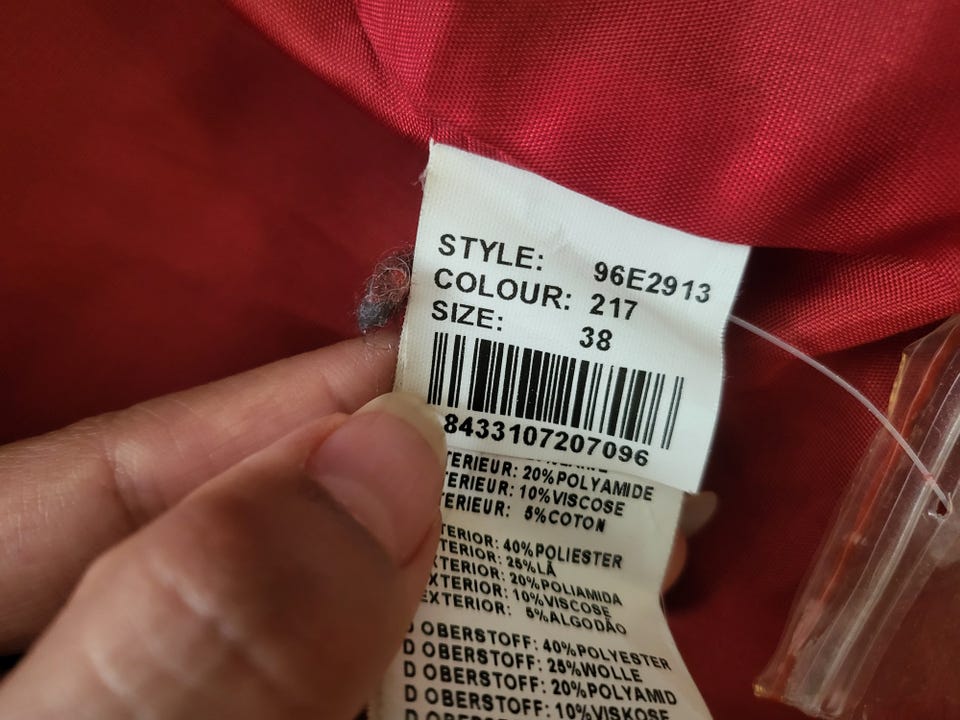 STYLE: 96E2913
COLOUR: 217
SIZE: 38
8433107207096
TERIEUR: 20%POLYAMIDE
TERIEUR: 10%VISCOSE
TERIEUR: 5%COTON
TERIOR: 40%POLIESTER
TERIOR: 25%LÃ
EXTERIOR: 20%POLIAMIDA
EXTERIOR: 10%VISCOSE
EXTERIOR: 5%ALGODÃO
D OBERSTOFF: 40%POLYESTER
D OBERSTOFF: 25%WOLLE
D OBERSTOFF: 20%POLYAMID
D OBERSTOFF: 10%VISKOSE